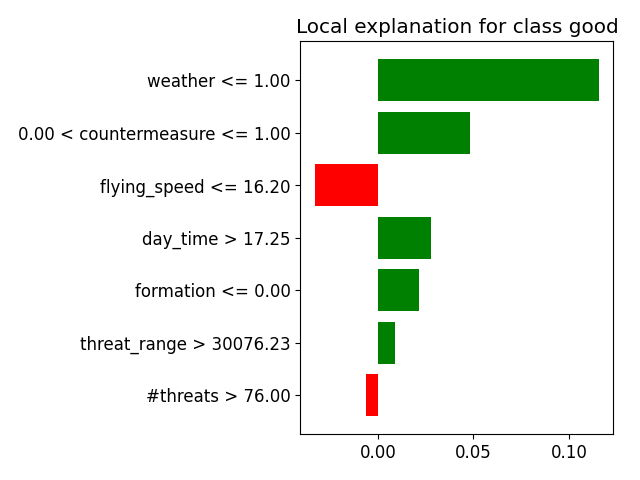 Local explanation for class good
weather <= 1.00
0.00 < countermeasure <= 1.00
flying_speed <= 16.20
day_time > 17.25
formation <= 0.00
threat_range > 30076.23
#threats > 76.00
0.00 0.05 0.10